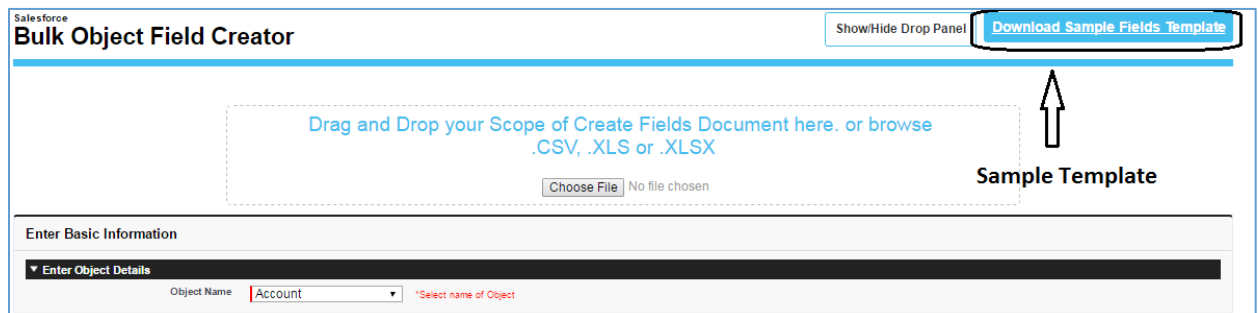 Salesforce
Bulk Object Field Creator
Show/Hide Drop Panel
Download Sample Fields Template
Drag and Drop your Scope of Create Fields Document here. or browse
.CSV, .XLS or .XLSX
Choose File No file chosen
Sample Template
Enter Basic Information
▼ Enter Object Details
Object Name Account ▼ *Select name of Object